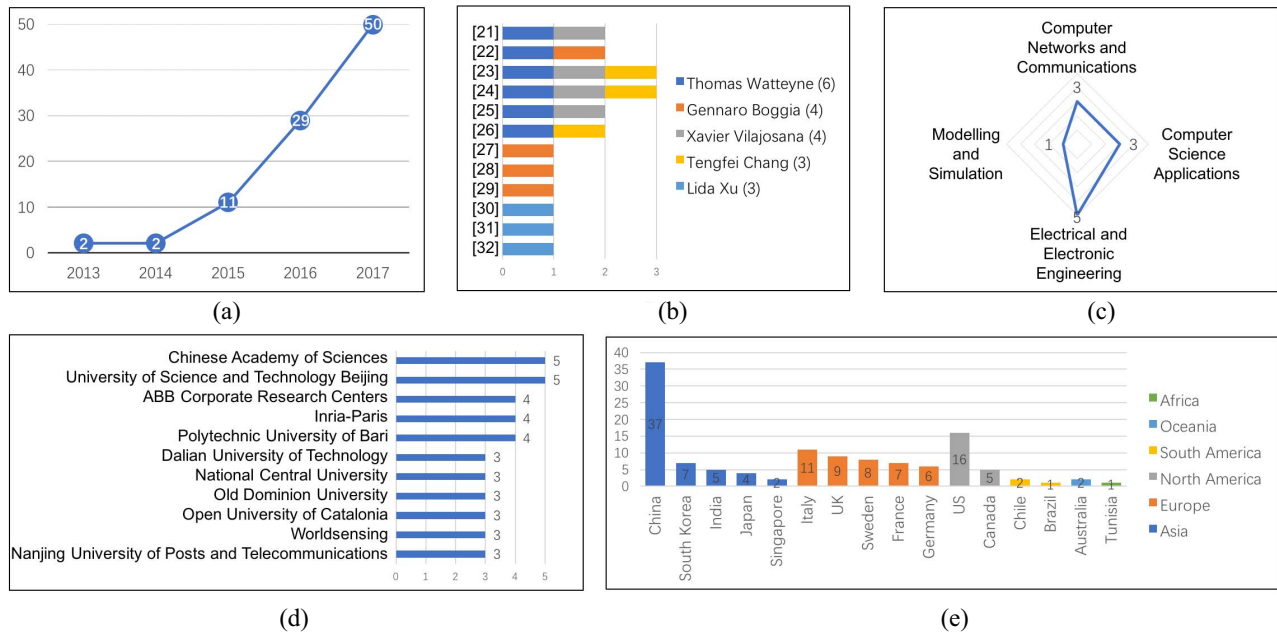 50
40
30
20
10
0
2
2
11
29
50
2013 2014 2015 2016 2017
(a)
[21]
[22]
[23]
[24]
[25]
[26]
[27]
[28]
[29]
[30]
[31]
[32]
0 1 2 3
Thomas Watteyne (6)
Gennaro Boggia (4)
Xavier Vilajosana (4)
Tengfei Chang (3)
Lida Xu (3)
(b)
Computer
Networks and
Communications
3
Modelling
and
Simulation
1
3
Computer
Science
Applications
5
Electrical and
Electronic
Engineering
(c)
Chinese Academy of Sciences 5
University of Science and Technology Beijing 5
ABB Corporate Research Centers 4
Inria-Paris 4
Polytechnic University of Bari 4
Dalian University of Technology 3
National Central University 3
Old Dominion University 3
Open University of Catalonia 3
Worldsensing 3
Nanjing University of Posts and Telecommunications 3
0 1 2 3 4 5
(d)
40
35
30
25
20
15
10
5
0
37 7 5 4 2 11 9 8 7 6 16 5 2 1 2 1
China
South Korea
India
Japan
Singapore
Italy
UK
Sweden
France
Germany
US
Canada
Chile
Brazil
Australia
Tunisia
Africa
Oceania
South America
North America
Europe
Asia
(e)